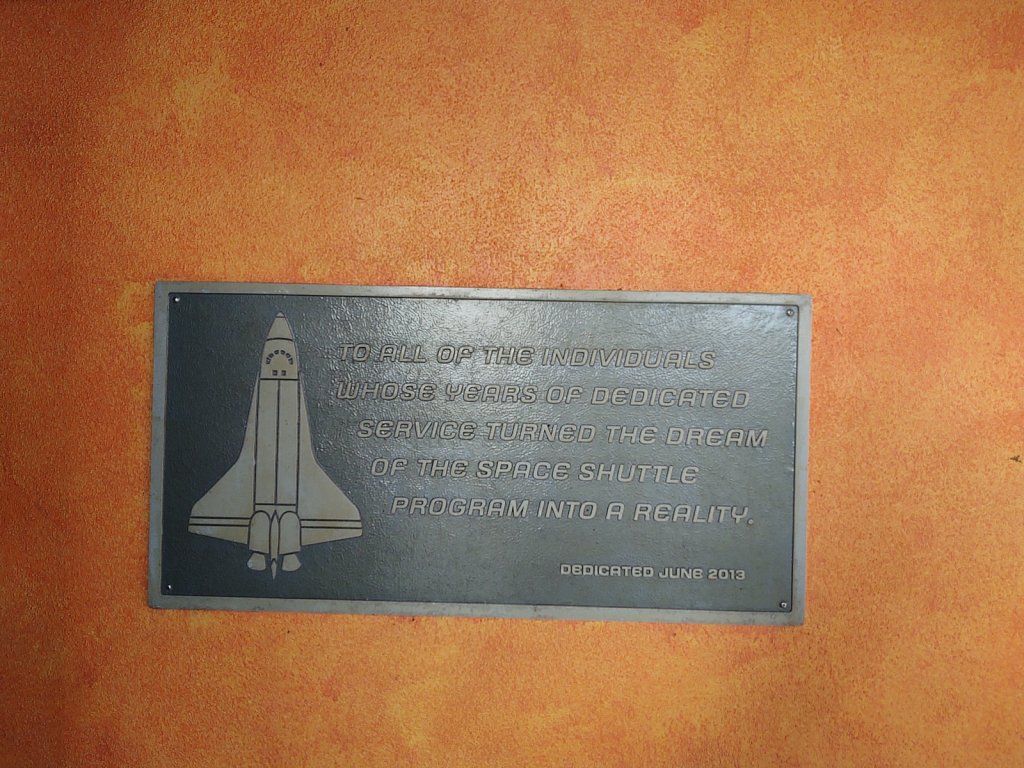 ...TO ALL OF THE INDIVIDUALS
WHOSE YEARS OF DEDICATED
SERVICE TURNED THE DREAM
OF THE SPACE SHUTTLE
PROGRAM INTO A REALITY.
DEDICATED JUNE 2013